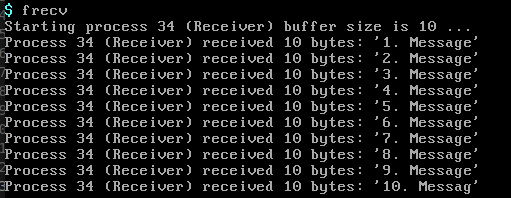 $ frecv
Starting process 34 (Receiver) buffer size is 10 ...
Process 34 (Receiver) received 10 bytes: '1. Message'
Process 34 (Receiver) received 10 bytes: '2. Message'
Process 34 (Receiver) received 10 bytes: '3. Message'
Process 34 (Receiver) received 10 bytes: '4. Message'
Process 34 (Receiver) received 10 bytes: '5. Message'
Process 34 (Receiver) received 10 bytes: '6. Message'
Process 34 (Receiver) received 10 bytes: '7. Message'
Process 34 (Receiver) received 10 bytes: '8. Message'
Process 34 (Receiver) received 10 bytes: '9. Message'
Process 34 (Receiver) received 10 bytes: '10. Messag'